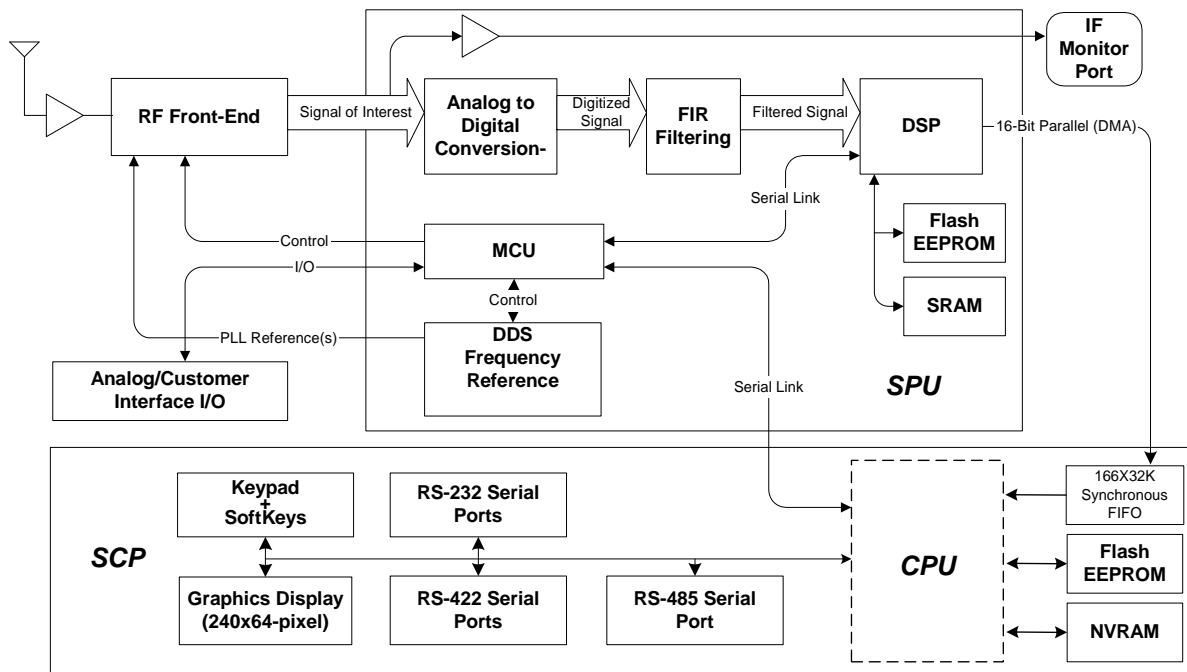 IF
Monitor
Port
RF Front-End
Signal of Interest
Analog to
Digital
Conversion-
Digitized
Signal
FIR
Filtering
Filtered Signal
DSP
16-Bit Parallel (DMA)
Serial Link
Flash
EEPROM
Control
MCU
I/O
Control
SRAM
PLL Reference(s)
DDS
Frequency
Reference
Analog/Customer
Interface I/O
Serial Link
SPU
Keypad
+
SoftKeys
RS-232 Serial
Ports
166X32K
Synchronous
FIFO
SCP
CPU
Flash
EEPROM
Graphics Display
(240x64-pixel)
RS-422 Serial
Ports
RS-485 Serial
Port
NVRAM